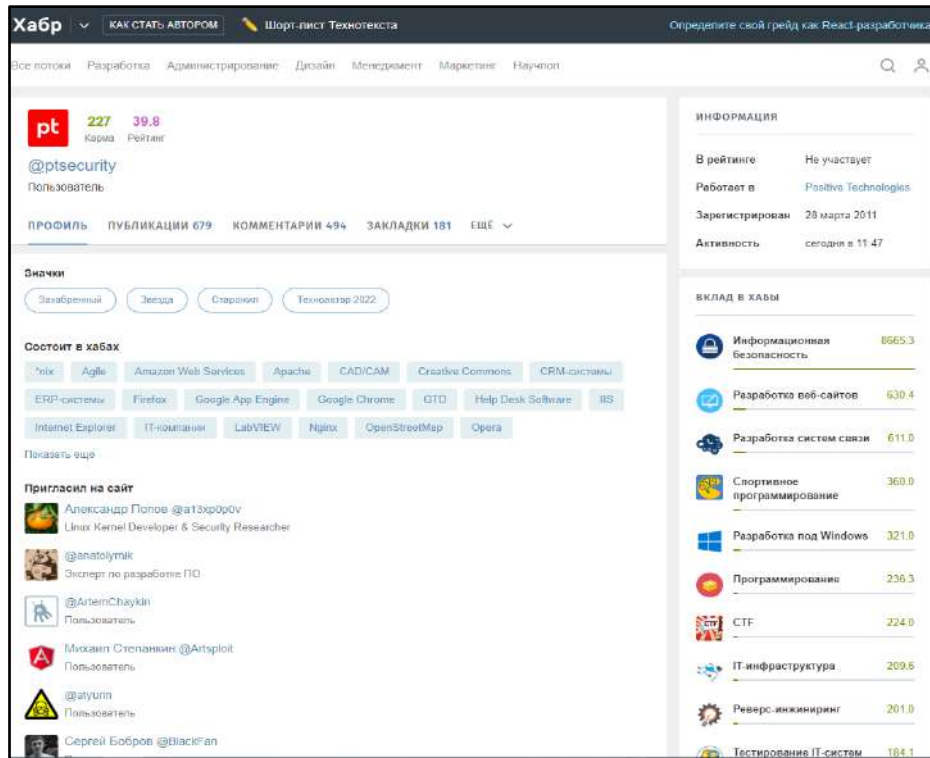 Хабр КАК СТАТЬ АВТОРОМ Шорт-лист Технотекста Определите свой грейд как React-разработчика
Все потоки Разработка Администрирование Дизайн Менеджмент Маркетинг Научпоп
pt
227 39.8
Карма Рейтинг
@ptsecurity
Пользователь
ПРОФИЛЬ ПУБЛИКАЦИИ 679 КОММЕНТАРИИ 494 ЗАКЛАДКИ 181 ЕЩЁ
Значки
Захабренный Звезда Старожил Технолетор 2022
Состоит в хабах
*nix Agile Amazon Web Services Apache CAD/CAM Creative Commons CRM-системы
ERP-системы Firefox Google App Engine Google Chrome GTD Help Desk Software IIS
Internet Explorer IT-компании LabVIEW Nginx OpenStreetMap Opera
Показать еще
Пригласил на сайт
Александр Попов @a13xp0p0v
Linux Kernel Developer & Security Researcher
@anatolymik
Эксперт по разработке ПО
@ArtemChaykin
Пользователь
Михаил Степанкин @Artsploit
Пользователь
@atyurin
Пользователь
Сергей Бобров @BlackFan
ИНФОРМАЦИЯ
В рейтинге Не участвует
Работает в Positive Technologies
Зарегистрирован 28 марта 2011
Активность сегодня в 11:47
ВКЛАД В ХАБЫ
Информационная безопасность 8665.3
Разработка веб-сайтов 630.4
Разработка систем связи 611.0
Спортивное программирование 360.0
Разработка под Windows 321.0
Программирование 236.3
CTF 224.0
IT-инфраструктура 209.6
Реверс-инжиниринг 201.0
Тестирование IT-систем 184.1